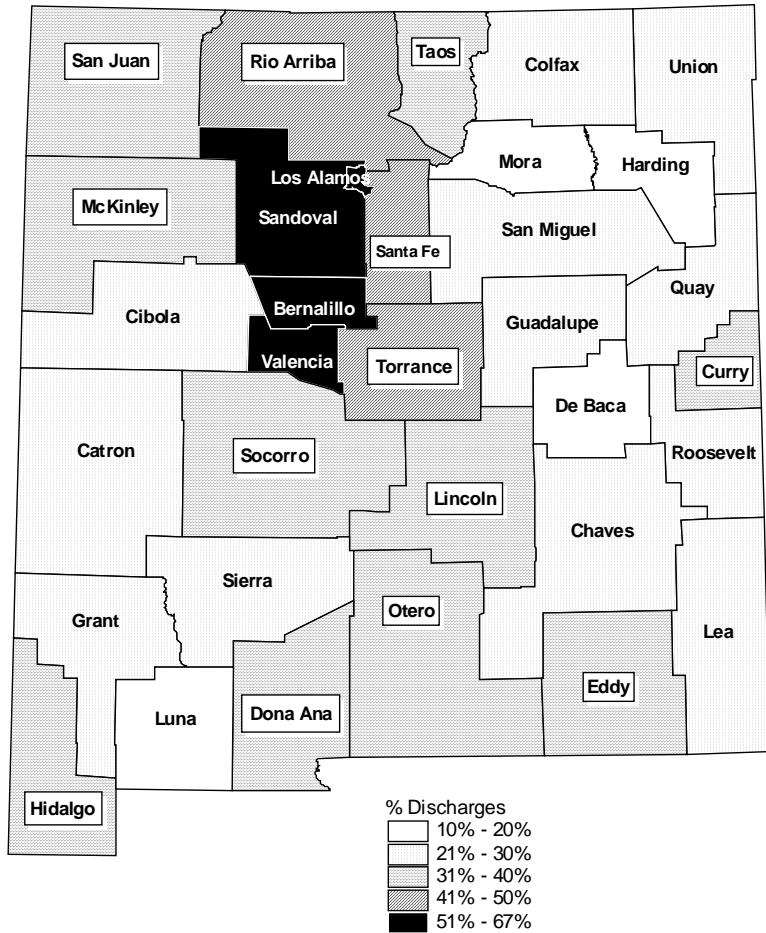 San Juan
Rio Arriba
Taos
Colfax
Union
Mora
Harding
Los Alamos
McKinley
Sandoval
Santa Fe
San Miguel
Quay
Cibola
Bernalillo
Guadalupe
Valencia
Torrance
Curry
De Baca
Catron
Socorro
Roosevelt
Lincoln
Chaves
Sierra
Grant
Otero
Lea
Eddy
Luna
Dona Ana
Hidalgo
% Discharges
10% - 20%
21% - 30%
31% - 40%
41% - 50%
51% - 67%